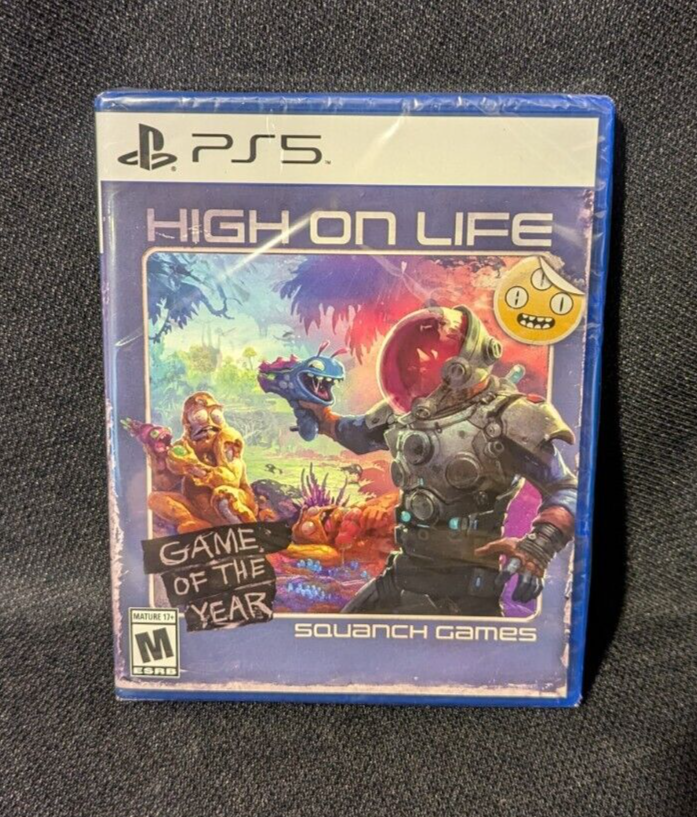 PS5
HIGH ON LIFE
GAME
OF THE
YEAR
SQUANCH GAMES
MATURE 17+
M
ESRB